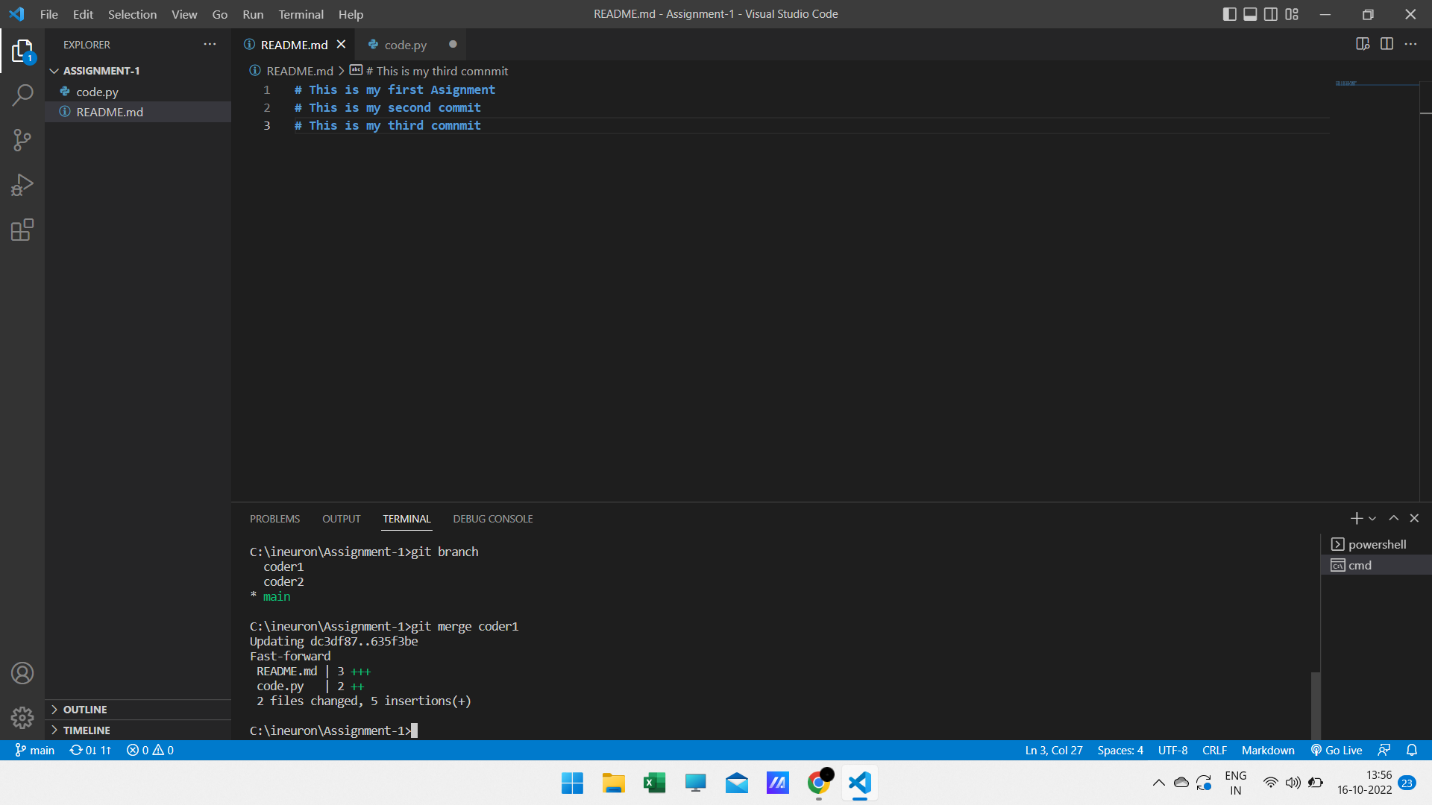 File Edit Selection View Go Run Terminal Help
README.md - Assignment-1 - Visual Studio Code
EXPLORER
README.md
code.py
1
ASSIGNMENT-1
code.py
README.md
README.md > # This is my third comnmit
1 # This is my first Asignment
2 # This is my second commit
3 # This is my third comnmit
PROBLEMS OUTPUT TERMINAL DEBUG CONSOLE
C:\ineuron\Assignment-1>git branch
coder1
coder2
* main
C:\ineuron\Assignment-1>git merge coder1
Updating dc3df87..635f3be
Fast-forward
README.md | 3 +++
code.py | 2 ++
2 files changed, 5 insertions(+)
C:\ineuron\Assignment-1>
powershell
cmd
OUTLINE
TIMELINE
main 0↓ 1↑ 0 0
Ln 3, Col 27 Spaces: 4 UTF-8 CRLF Markdown Go Live
ENG
IN
13:56
16-10-2022
23